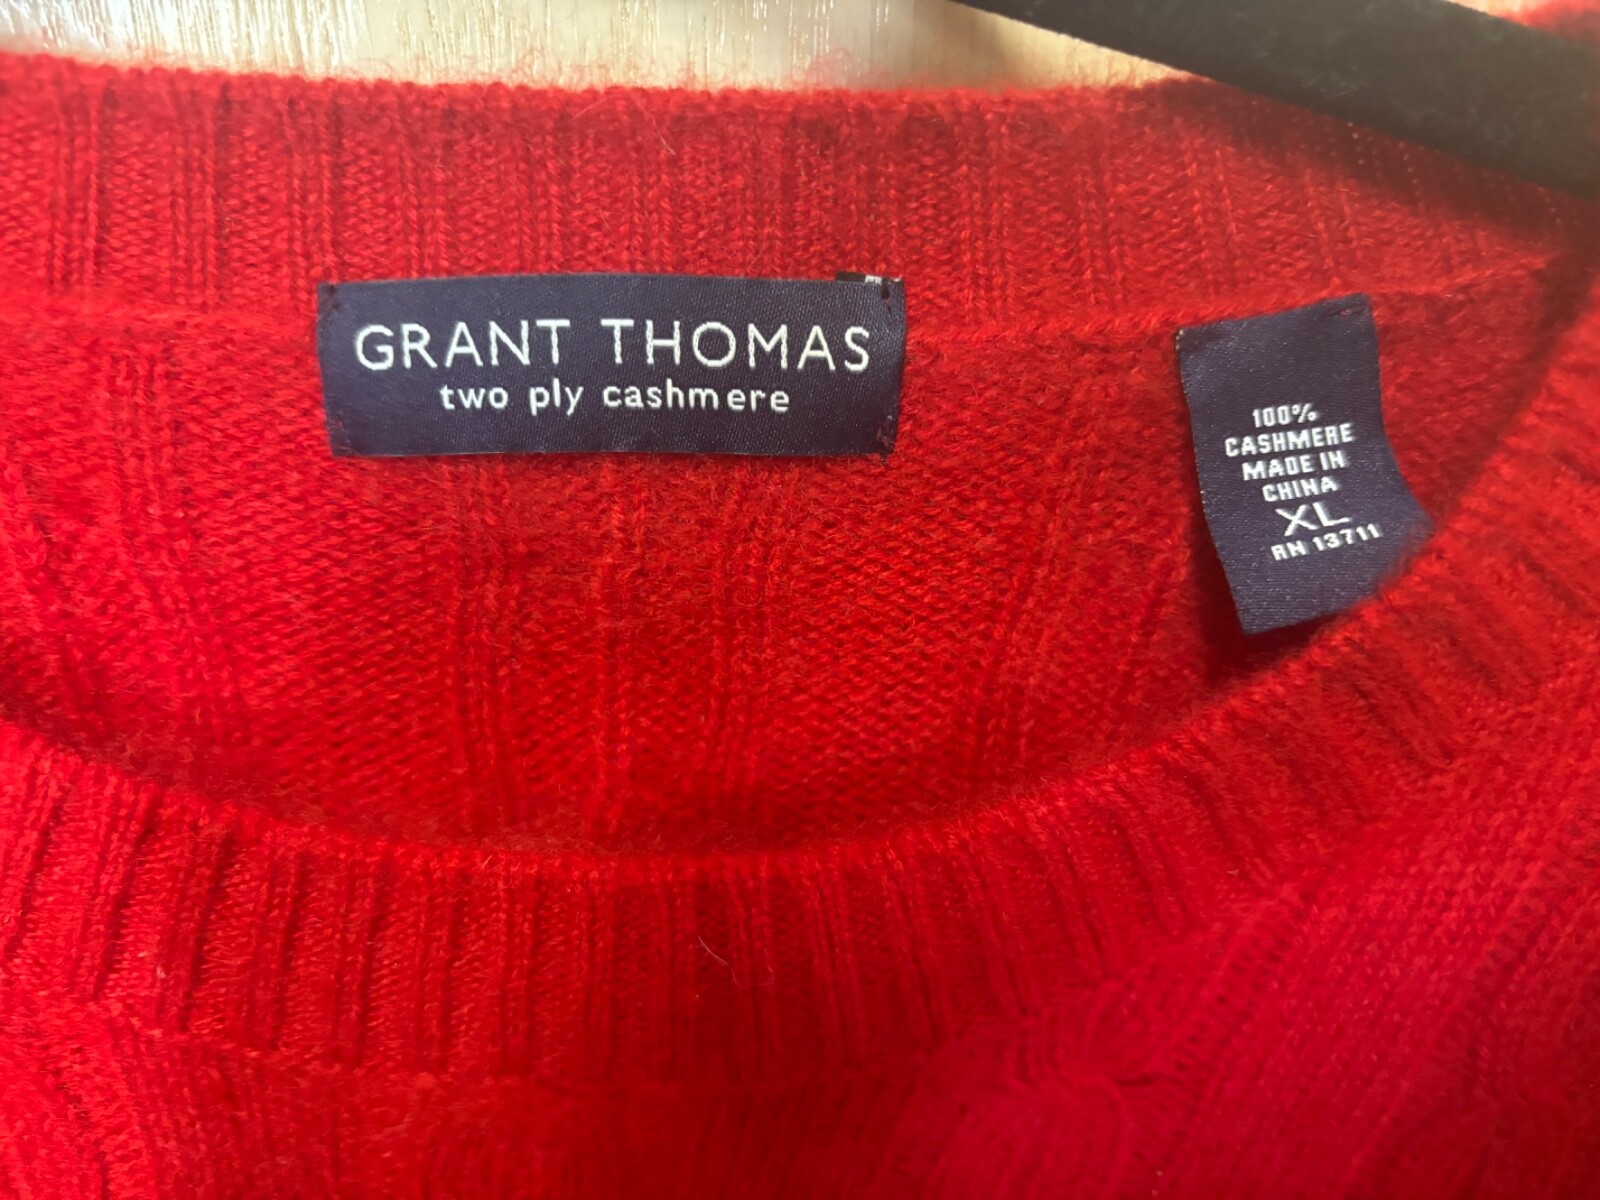 GRANT THOMAS
two ply cashmere
100%
CASHMERE
MADE IN
CHINA
XL
RN 13711